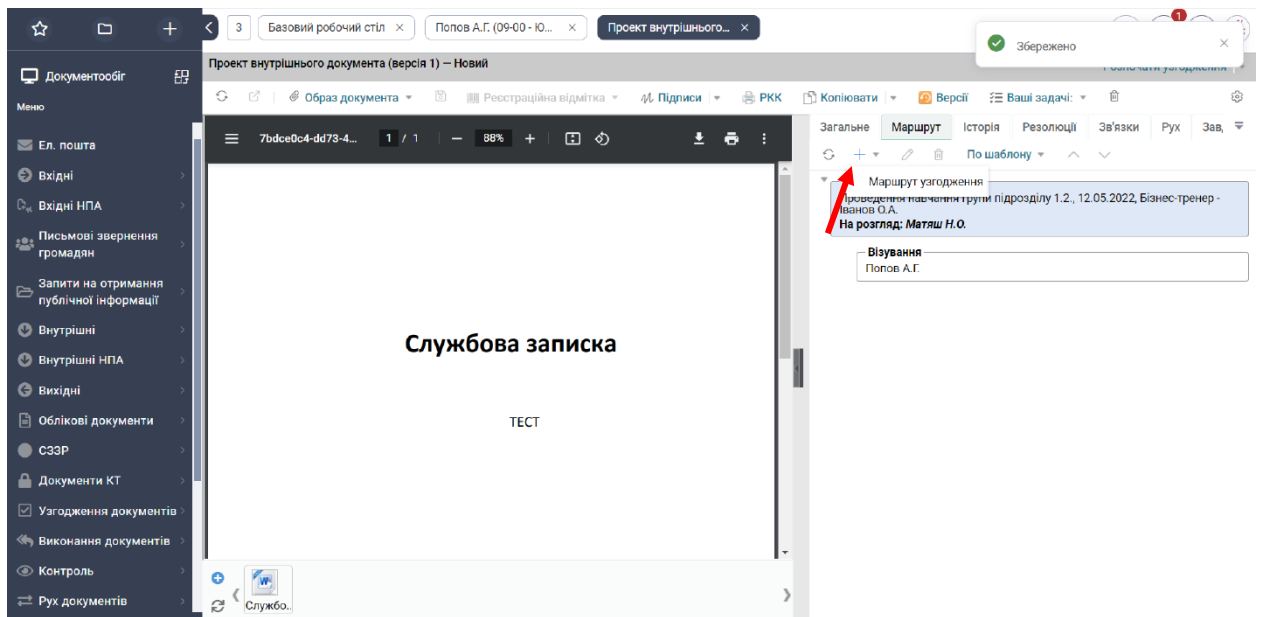 3
Базовий робочий стіл ×
Попов А.Г. (09-00 - Ю... ×
Проект внутрішнього... ×
1
Збережено ×
Документообіг
Меню
Ел. пошта
Вхідні
Вхідні НПА
Письмові звернення
громадян
Запити на отримання
публічної інформації
Внутрішні
Внутрішні НПА
Вихідні
Облікові документи
СЗЗР
Документи КТ
Узгодження документів
Виконання документів
Контроль
Рух документів
Проект внутрішнього документа (версія 1) — Новий
Розпочати узгодження
Образ документа
Реєстраційна відмітка
Підписи
РКК
Копіювати
Версії
Ваші задачі:
7bdce0c4-dd73-4...
1 / 1
88%
Службова записка
ТЕСТ
Службо..
Загальне Маршрут Історія Резолюції Зв'язки Рух Зав,
По шаблону
Маршрут узгодження
Проведення навчання групи підрозділу 1.2., 12.05.2022, Бізнес-тренер -
Іванов О.А.
На розгляд: Матяш Н.О.
Візування
Попов А.Г.